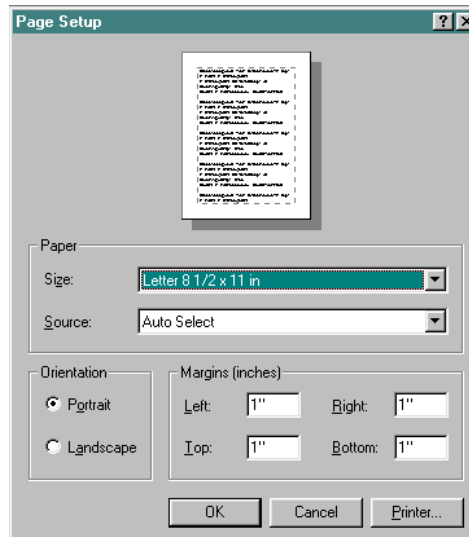 Page Setup
Paper
Size: Letter 8 1/2 x 11 in
Source: Auto Select
Orientation
Portrait
Landscape
Margins (inches)
Left: 1" Right: 1"
Top: 1" Bottom: 1"
OK Cancel Printer...